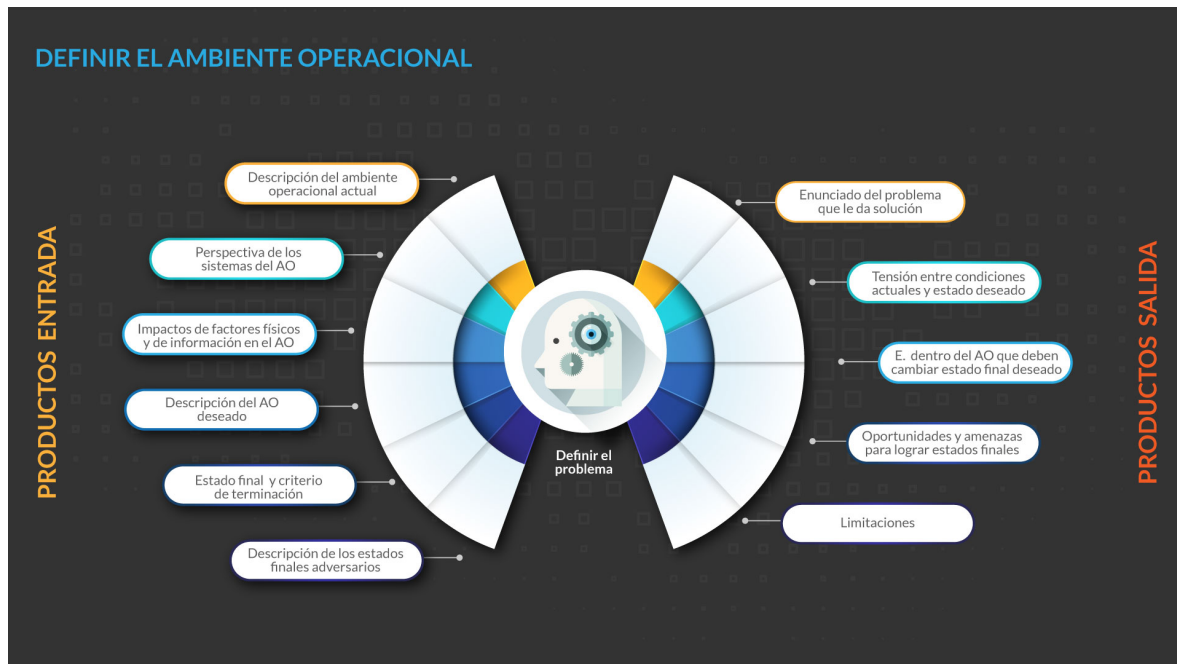 DEFINIR EL AMBIENTE OPERACIONAL
PRODUCTOS ENTRADA
Descripción del ambiente
operacional actual
Perspectiva de los
sistemas del AO
Impactos de factores físicos
y de información en el AO
Descripción del AO
deseado
Estado final y criterio
de terminación
Descripción de los estados
finales adversarios
Definir el
problema
Enunciado del problema
que le da solución
Tensión entre condiciones
actuales y estado deseado
E. dentro del AO que deben
cambiar estado final deseado
Oportunidades y amenazas
para lograr estados finales
Limitaciones
PRODUCTOS SALIDA